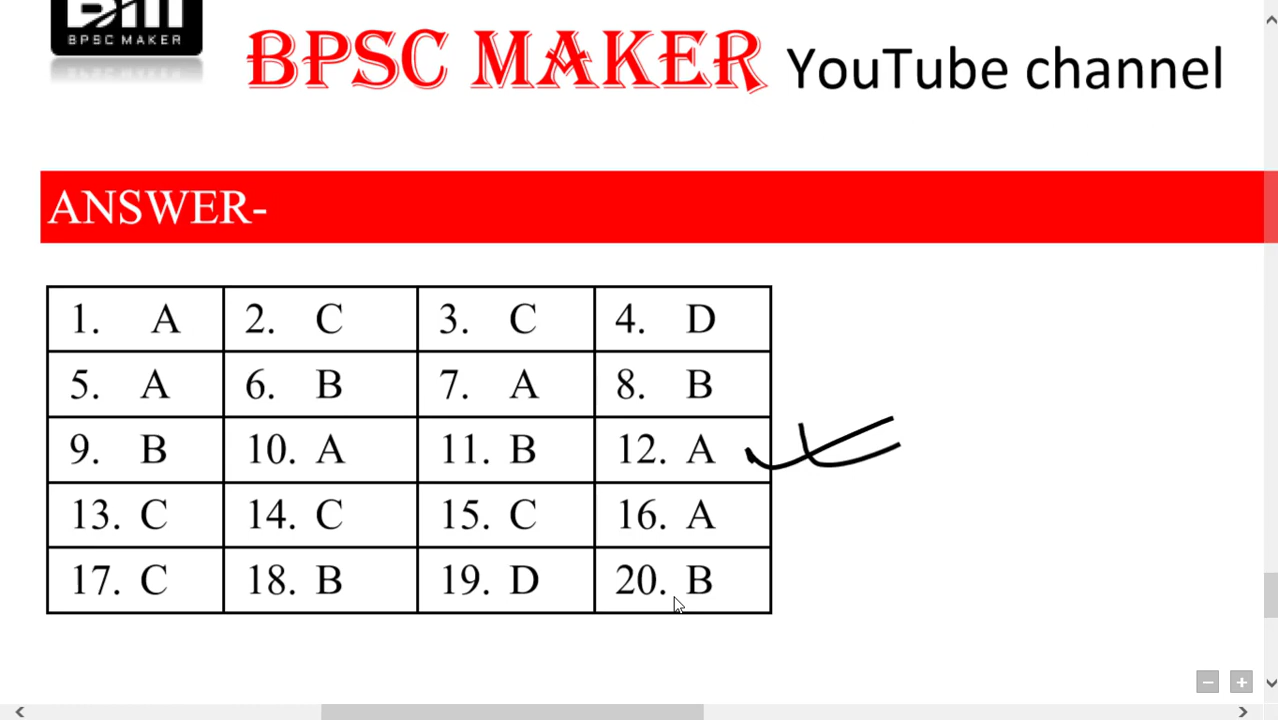 BPSC MAKER
BPSC MAKER YouTube channel
ANSWER-
1. A 2. C 3. C 4. D
5. A 6. B 7. A 8. B
9. B 10. A 11. B 12. A
13. C 14. C 15. C 16. A
17. C 18. B 19. D 20. B